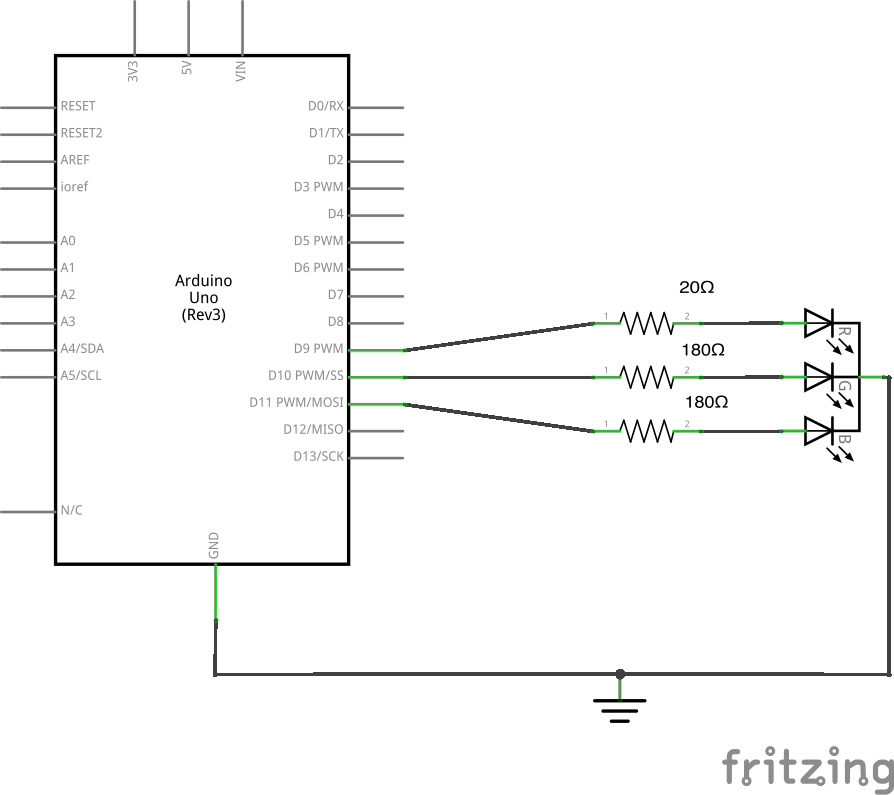 3V3
5V
VIN
RESET
RESET2
AREF
ioref
A0
A1
A2
A3
A4/SDA
A5/SCL
N/C
Arduino
Uno
(Rev3)
D0/RX
D1/TX
D2
D3 PWM
D4
D5 PWM
D6 PWM
D7
D8
D9 PWM
D10 PWM/SS
D11 PWM/MOSI
D12/MISO
D13/SCK
GND
20Ω
1 2
R
180Ω
1 2
G
180Ω
1 2
B
fritzing